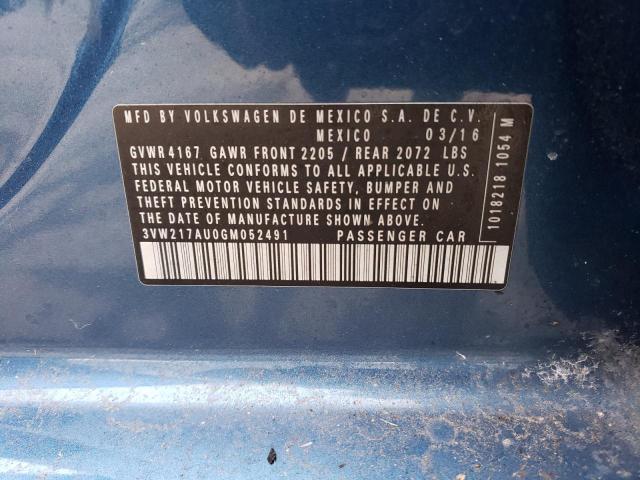 MFD BY VOLKSWAGEN DE MEXICO S.A. DE C.V.
MEXICO 03/16
GVWR 4167 GAWR FRONT 2205 / REAR 2072 LBS
THIS VEHICLE CONFORMS TO ALL APPLICABLE U.S.
FEDERAL MOTOR VEHICLE SAFETY, BUMPER AND
THEFT PREVENTION STANDARDS IN EFFECT ON
THE DATE OF MANUFACTURE SHOWN ABOVE.
3VW217AU0GM052491 PASSENGER CAR
1018218 1054 M